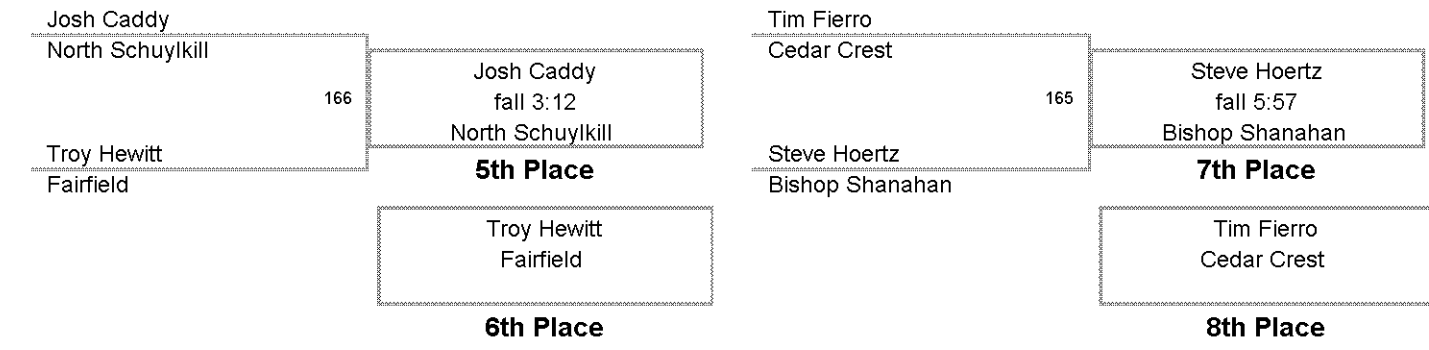 Josh Caddy
North Schuylkill
166
Josh Caddy
fall 3:12
North Schuylkill
Troy Hewitt
Fairfield
5th Place
Troy Hewitt
Fairfield
6th Place
Tim Fierro
Cedar Crest
165
Steve Hoertz
fall 5:57
Bishop Shanahan
Steve Hoertz
Bishop Shanahan
7th Place
Tim Fierro
Cedar Crest
8th Place